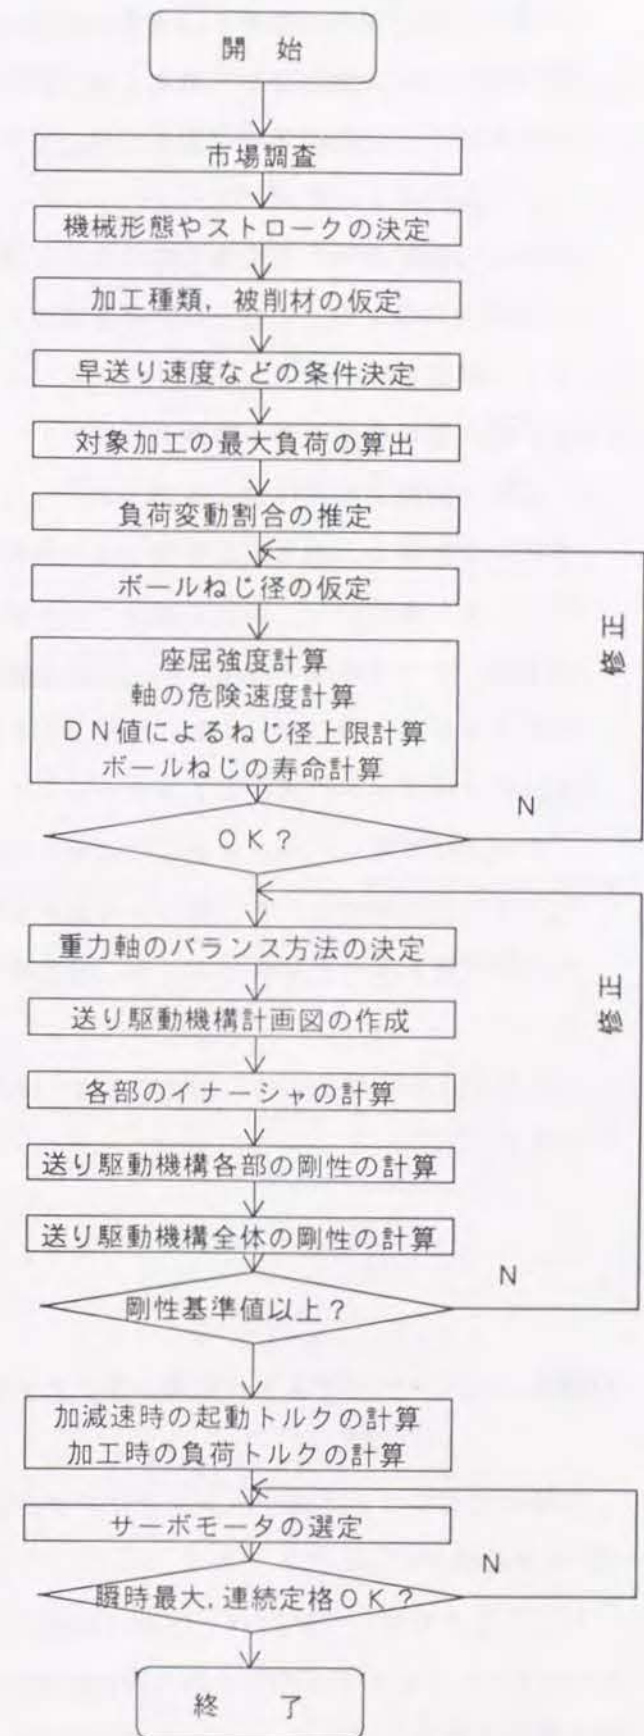 開 始
市場調査
機械形態やストロークの決定
加工種類，被削材の仮定
早送り速度などの条件決定
対象加工の最大負荷の算出
負荷変動割合の推定
ボールねじ径の仮定
座屈強度計算
軸の危険速度計算
ＤＮ値によるねじ径上限計算
ボールねじの寿命計算
修正
N
ＯＫ？
重力軸のバランス方法の決定
修正
送り駆動機構計画図の作成
各部のイナーシャの計算
送り駆動機構各部の剛性の計算
送り駆動機構全体の剛性の計算
N
剛性基準値以上？
加減速時の起動トルクの計算
加工時の負荷トルクの計算
サーボモータの選定
N
瞬時最大，連続定格ＯＫ？
終 了